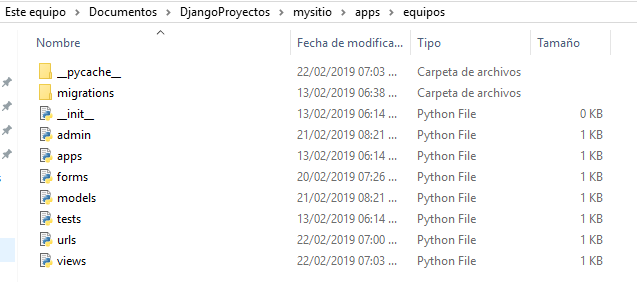 Este equipo > Documentos > DjangoProyectos > mysitio > apps > equipos
Nombre Fecha de modifica... Tipo Tamaño
__pycache__ 22/02/2019 07:03 ... Carpeta de archivos
migrations 13/02/2019 06:38 ... Carpeta de archivos
__init__ 13/02/2019 06:14 ... Python File 0 KB
admin 21/02/2019 08:21 ... Python File 1 KB
apps 13/02/2019 06:14 ... Python File 1 KB
forms 20/02/2019 07:26 ... Python File 1 KB
models 21/02/2019 08:21 ... Python File 1 KB
tests 13/02/2019 06:14 ... Python File 1 KB
urls 22/02/2019 07:00 ... Python File 1 KB
views 22/02/2019 07:03 ... Python File 1 KB